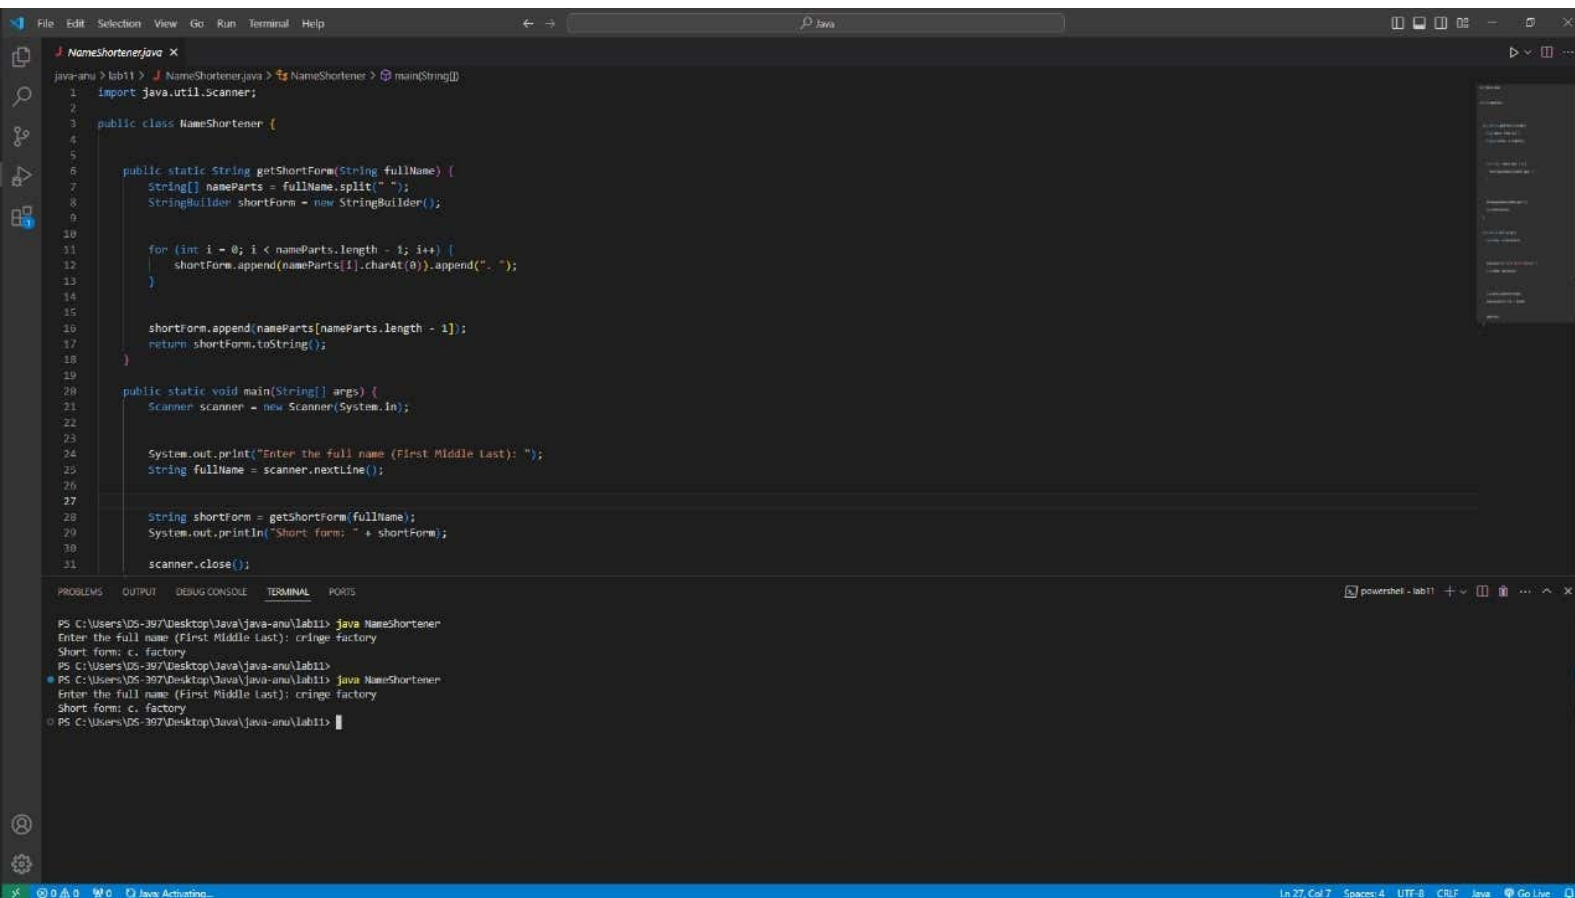 File Edit Selection View Go Run Terminal Help
Java
NameShortener.java
java-anu > lab11 > NameShortener.java > NameShortener > main(String[])
1 import java.util.Scanner;
2
3 public class NameShortener {
4
5
6 public static String getShortForm(String fullName) {
7 String[] nameParts = fullName.split(" ");
8 StringBuilder shortForm = new StringBuilder();
9
10
11 for (int i = 0; i < nameParts.length - 1; i++) {
12 shortForm.append(nameParts[i].charAt(0)).append(". ");
13 }
14
15
16 shortForm.append(nameParts[nameParts.length - 1]);
17 return shortForm.toString();
18 }
19
20 public static void main(String[] args) {
21 Scanner scanner = new Scanner(System.in);
22
23
24 System.out.print("Enter the full name (First Middle Last): ");
25 String fullName = scanner.nextLine();
26
27
28 String shortForm = getShortForm(fullName);
29 System.out.println("Short form: " + shortForm);
30
31 scanner.close();
PROBLEMS OUTPUT DEBUG CONSOLE TERMINAL PORTS
powershell - lab11
PS C:\Users\DS-397\Desktop\Java\java-anu\lab11> java NameShortener
Enter the full name (First Middle Last): cringe factory
Short form: c. factory
PS C:\Users\DS-397\Desktop\Java\java-anu\lab11>
PS C:\Users\DS-397\Desktop\Java\java-anu\lab11> java NameShortener
Enter the full name (First Middle Last): cringe factory
Short form: c. factory
PS C:\Users\DS-397\Desktop\Java\java-anu\lab11>
0 0 0 Java: Activating...
Ln 27, Col 7 Spaces: 4 UTF-8 CRLF Java Go Live